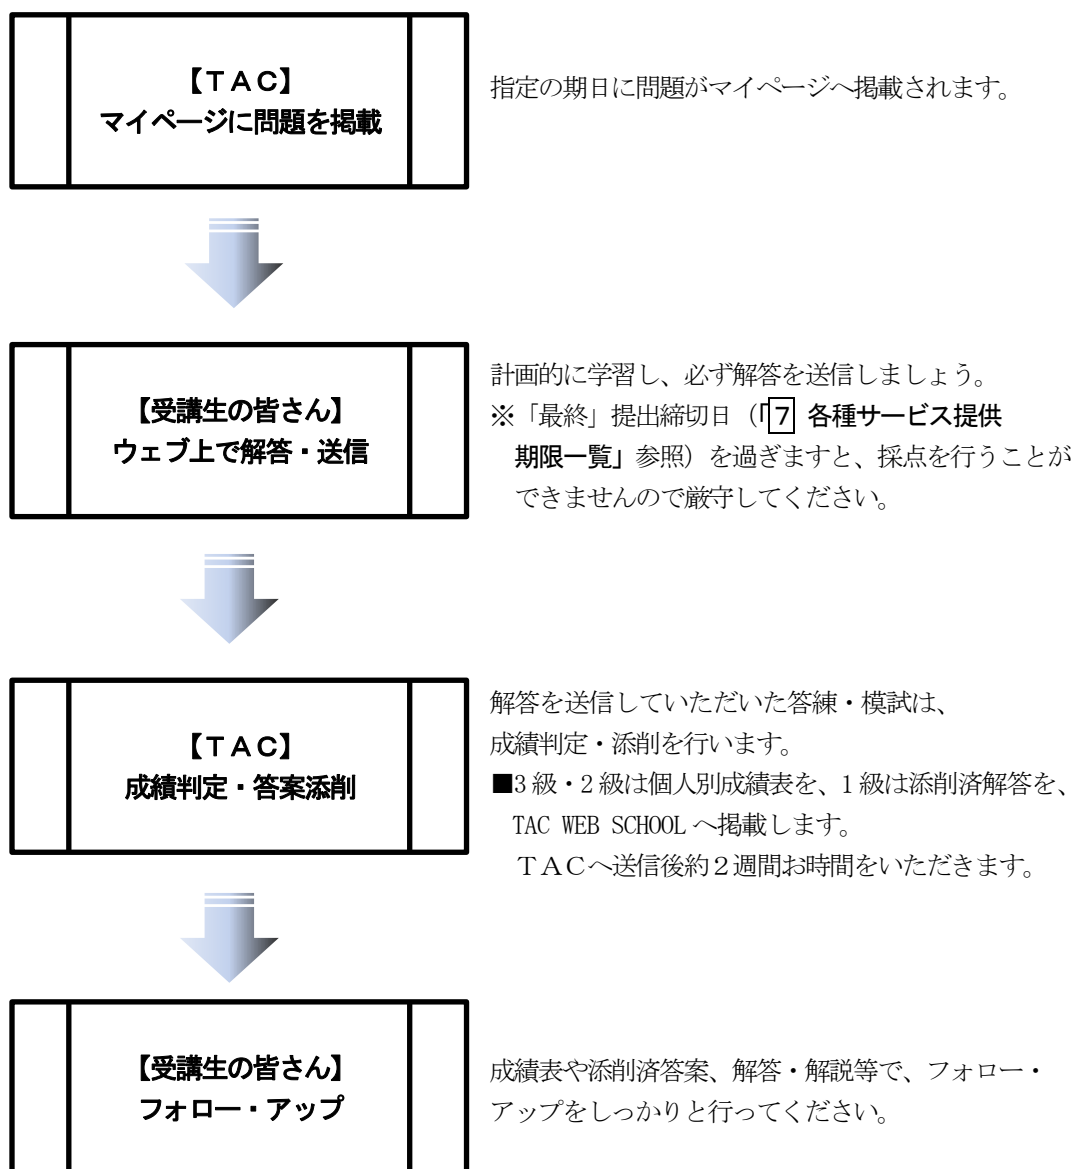 【ＴＡＣ】
マイページに問題を掲載
指定の期日に問題がマイページへ掲載されます。
【受講生の皆さん】
ウェブ上で解答・送信
計画的に学習し、必ず解答を送信しましょう。
※「最終」提出締切日（「7 各種サービス提供
期限一覧」参照）を過ぎますと、採点を行うことが
できませんので厳守してください。
【ＴＡＣ】
成績判定・答案添削
解答を送信していただいた答練・模試は、
成績判定・添削を行います。
■3級・2級は個人別成績表を、1級は添削済解答を、
TAC WEB SCHOOLへ掲載します。
ＴＡＣへ送信後約２週間お時間をいただきます。
【受講生の皆さん】
フォロー・アップ
成績表や添削済答案、解答・解説等で、フォロー・
アップをしっかりと行ってください。